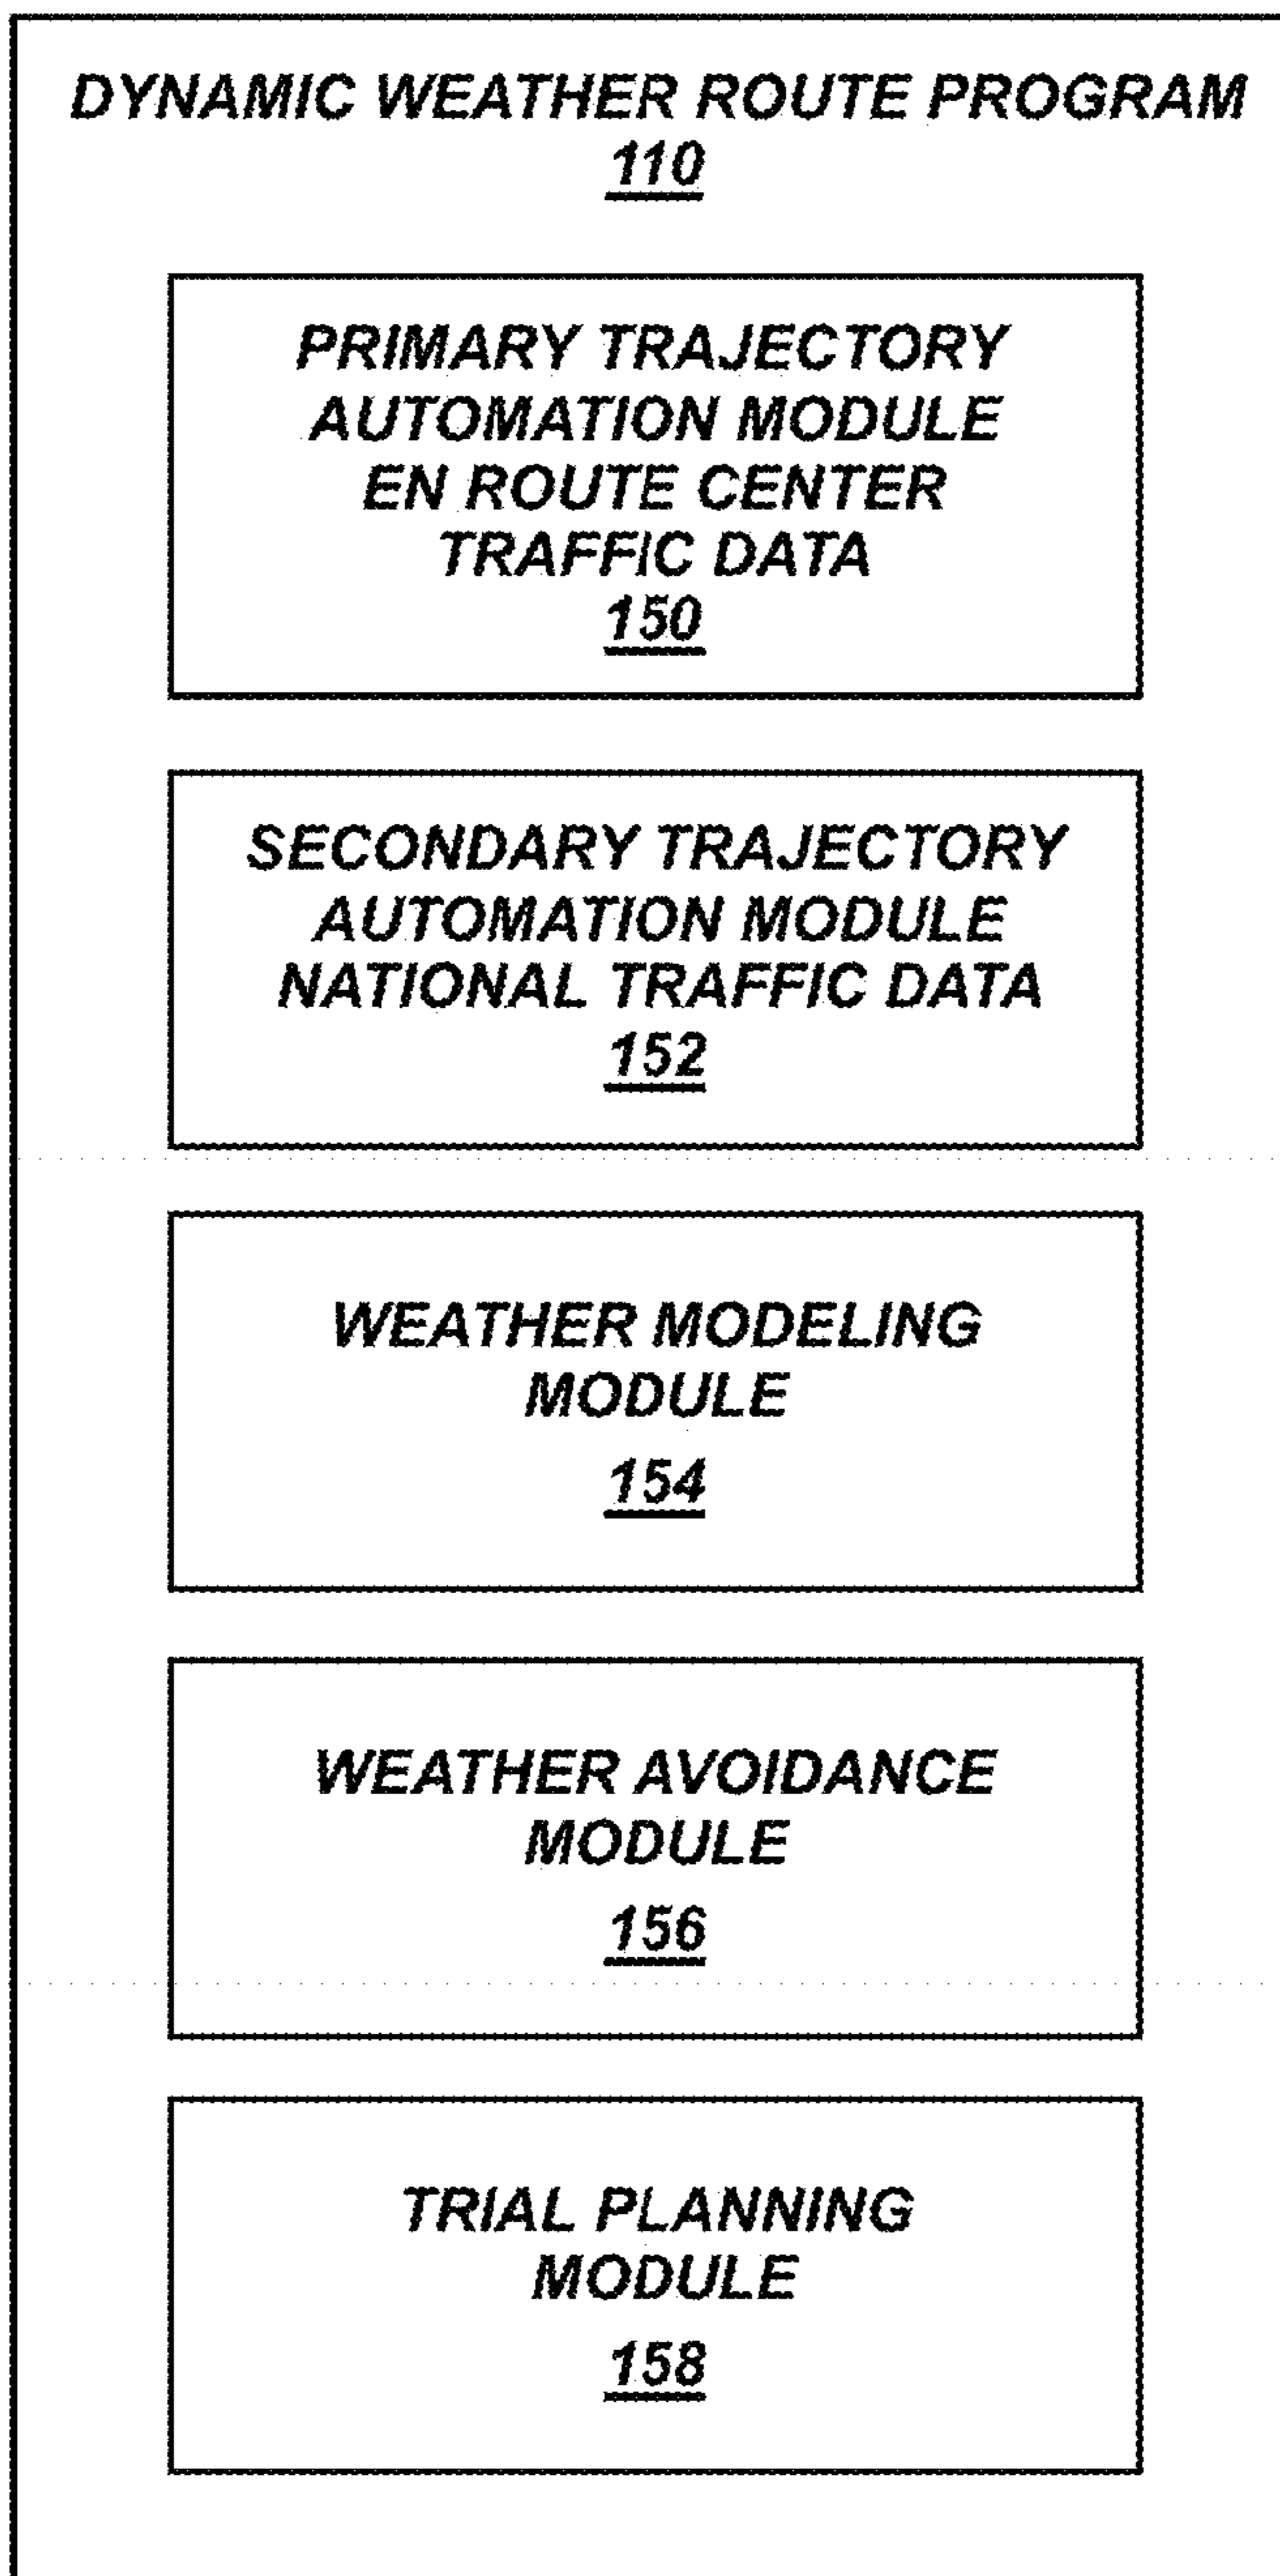 DYNAMIC WEATHER ROUTE PROGRAM
110
PRIMARY TRAJECTORY
AUTOMATION MODULE
EN ROUTE CENTER
TRAFFIC DATA
150
SECONDARY TRAJECTORY
AUTOMATION MODULE
NATIONAL TRAFFIC DATA
152
WEATHER MODELING
MODULE
154
WEATHER AVOIDANCE
MODULE
156
TRIAL PLANNING
MODULE
158